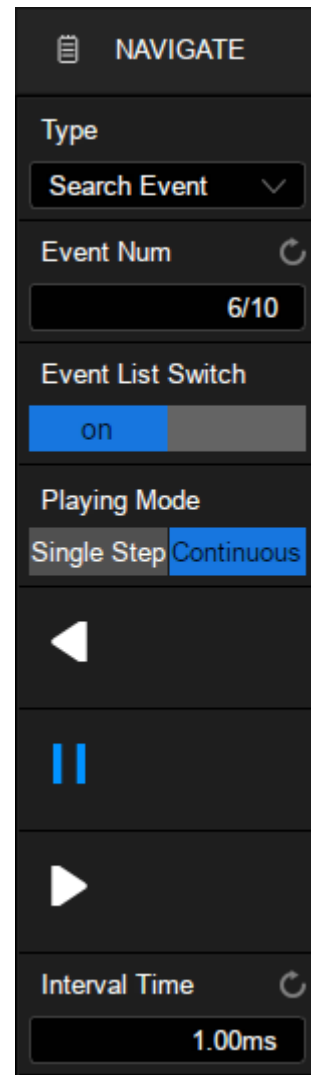 NAVIGATE
Type
Search Event
Event Num
6/10
Event List Switch
on
Playing Mode
Single Step Continuous
Interval Time
1.00ms